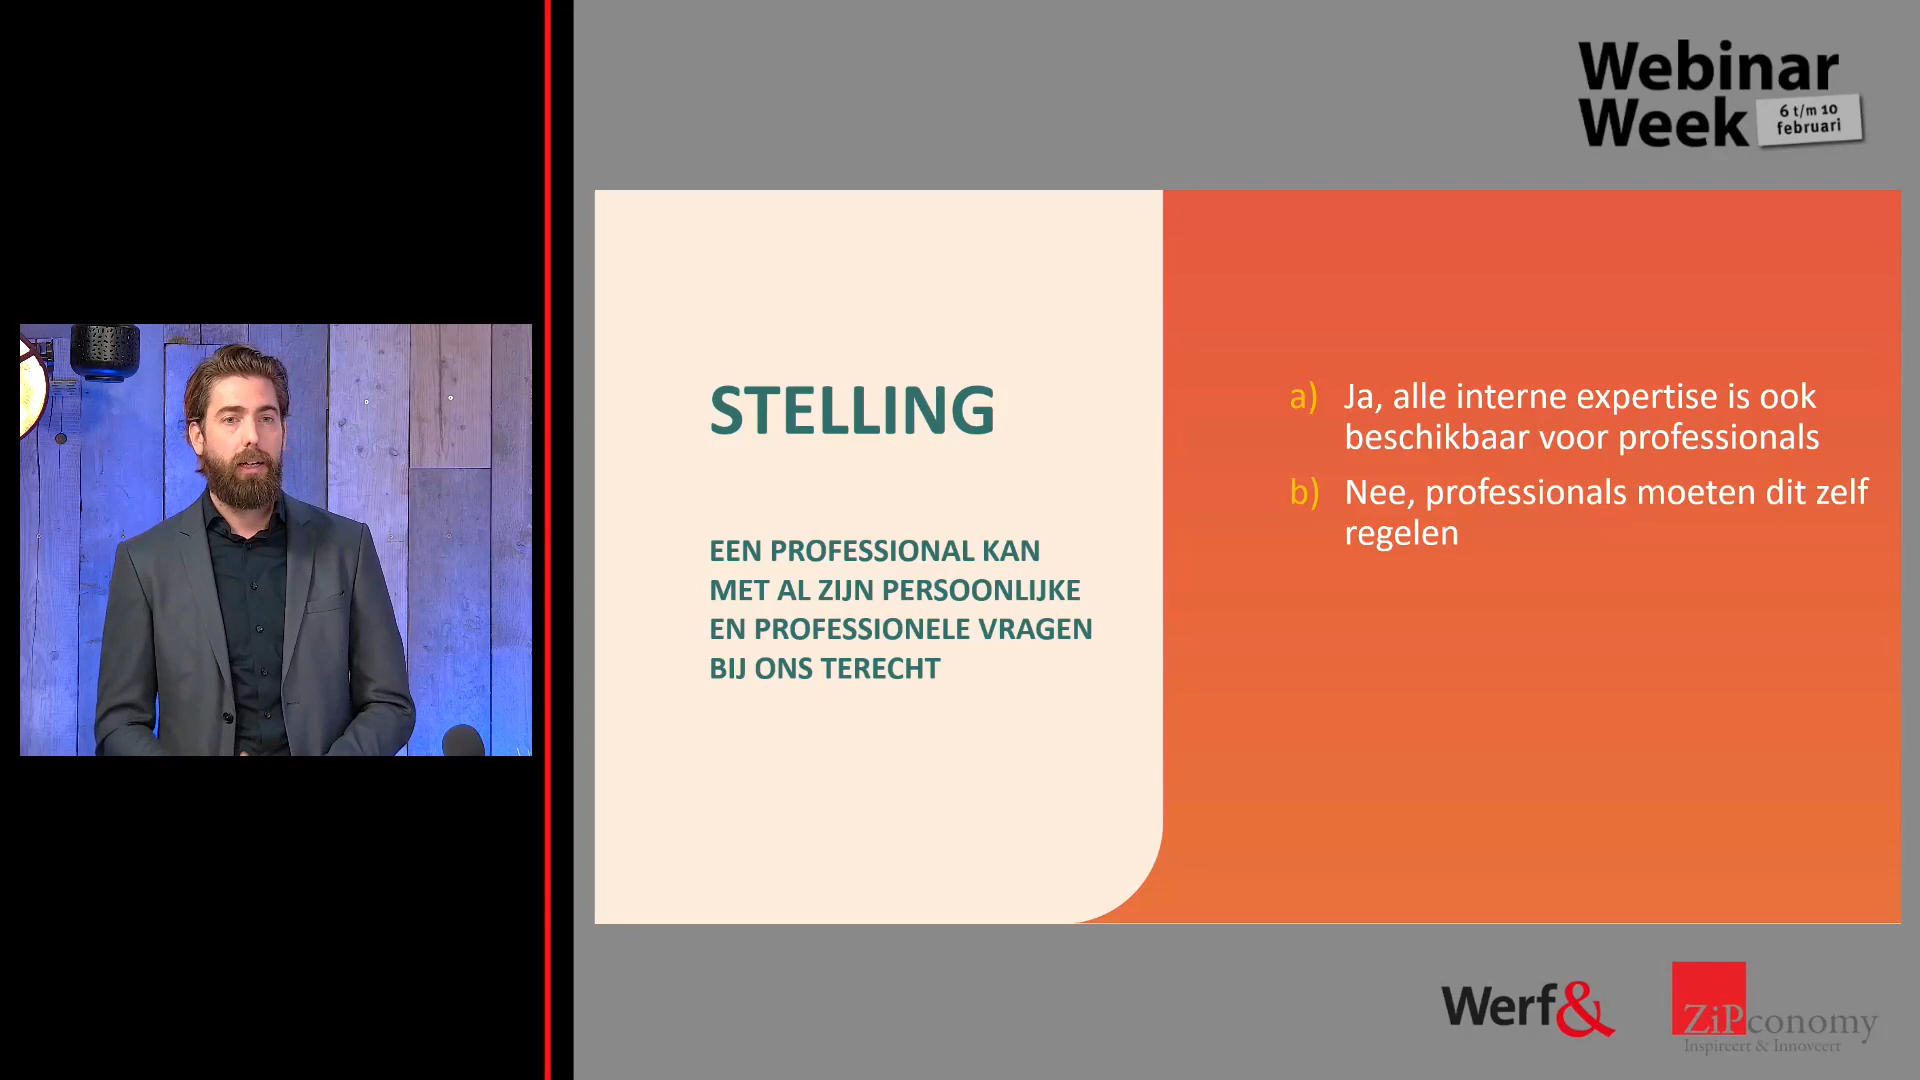 Webinar
Week
6 t/m 10
februari
STELLING
EEN PROFESSIONAL KAN
MET AL ZIJN PERSOONLIJKE
EN PROFESSIONELE VRAGEN
BIJ ONS TERECHT
a) Ja, alle interne expertise is ook
beschikbaar voor professionals
b) Nee, professionals moeten dit zelf
regelen
Werf&
ZiPconomy
Inspireert & Innoveert